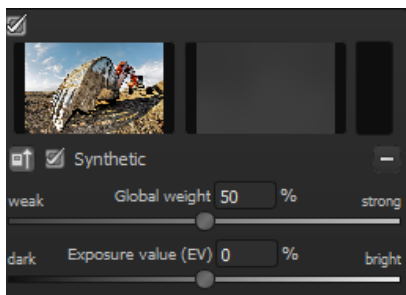 Synthetic
Global weight 50 %
weak strong
Exposure value (EV) 0 %
dark bright